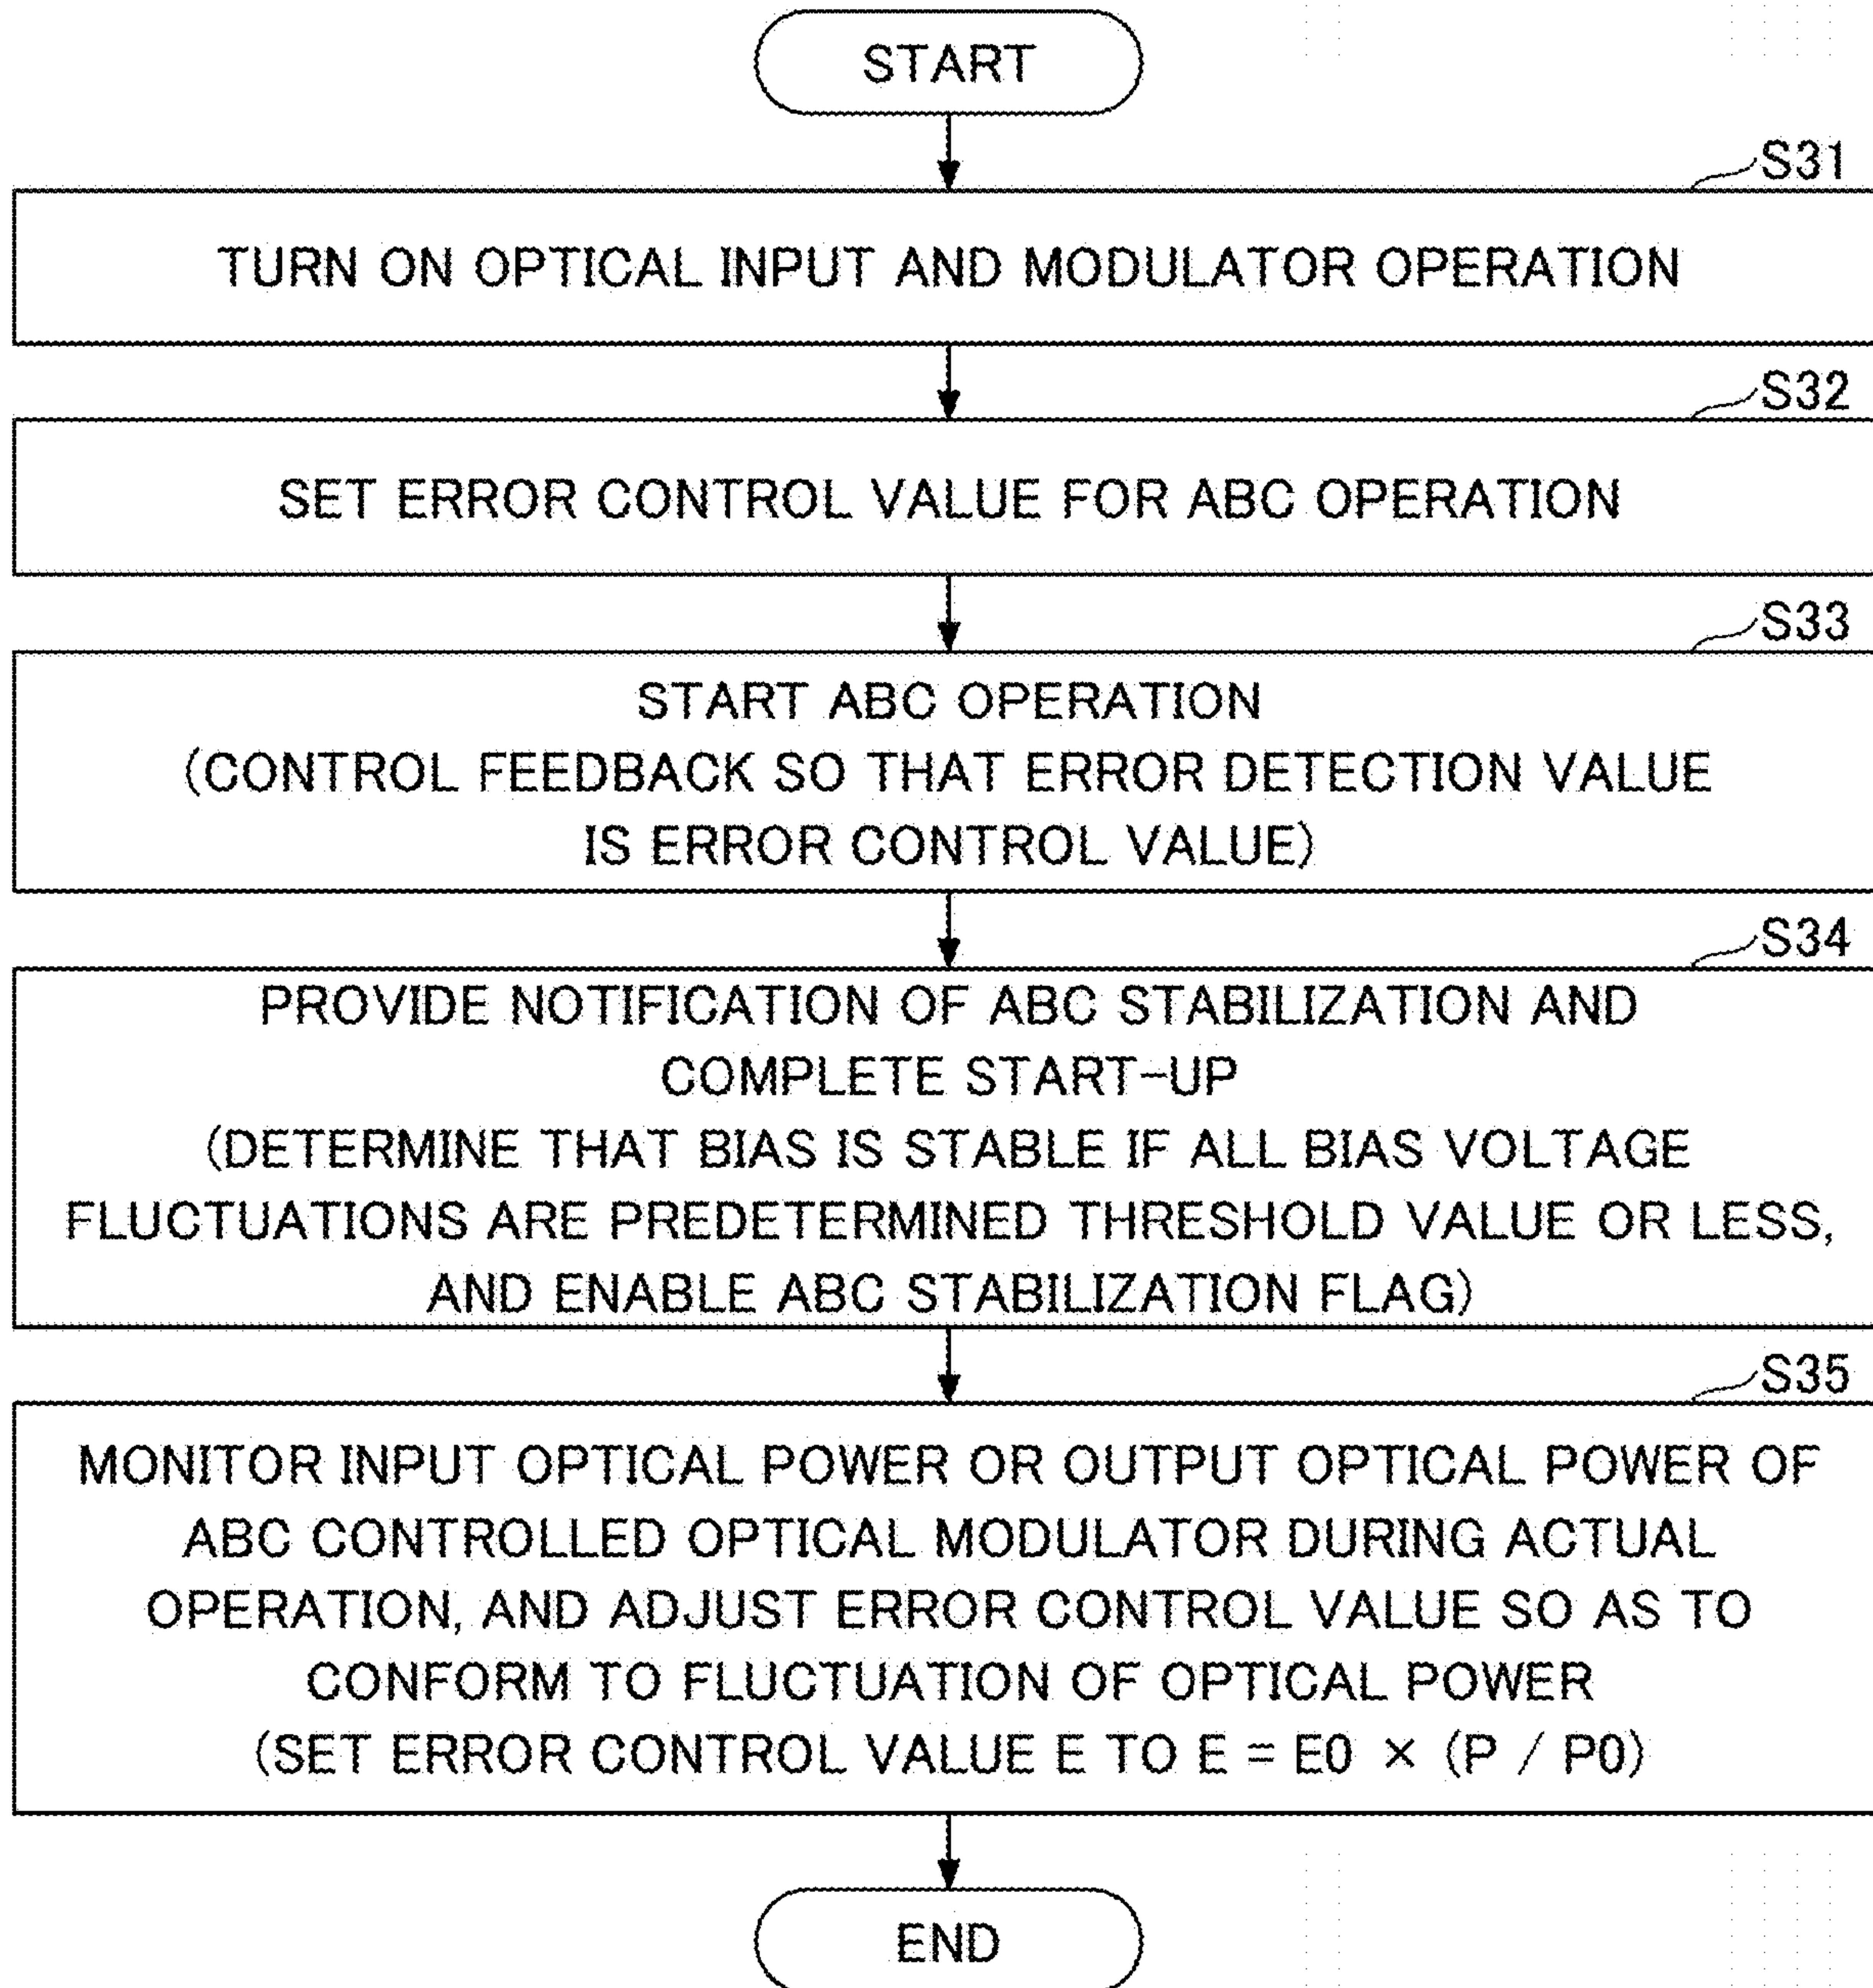 START
S31
TURN ON OPTICAL INPUT AND MODULATOR OPERATION
S32
SET ERROR CONTROL VALUE FOR ABC OPERATION
S33
START ABC OPERATION
(CONTROL FEEDBACK SO THAT ERROR DETECTION VALUE
IS ERROR CONTROL VALUE)
S34
PROVIDE NOTIFICATION OF ABC STABILIZATION AND
COMPLETE START-UP
(DETERMINE THAT BIAS IS STABLE IF ALL BIAS VOLTAGE
FLUCTUATIONS ARE PREDETERMINED THRESHOLD VALUE OR LESS,
AND ENABLE ABC STABILIZATION FLAG)
S35
MONITOR INPUT OPTICAL POWER OR OUTPUT OPTICAL POWER OF
ABC CONTROLLED OPTICAL MODULATOR DURING ACTUAL
OPERATION, AND ADJUST ERROR CONTROL VALUE SO AS TO
CONFORM TO FLUCTUATION OF OPTICAL POWER
(SET ERROR CONTROL VALUE E TO E = E0 × (P / P0)
END